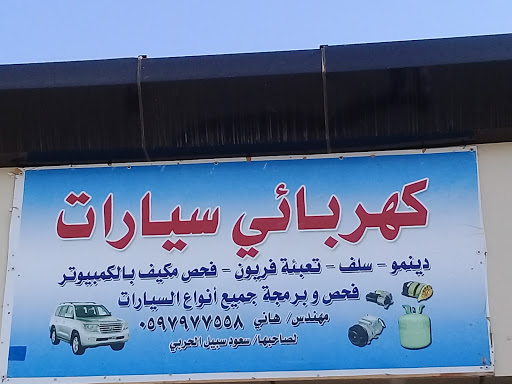 كهربائي سيارات
دينمو - سلف - تعبئة فريون - فحص مكيف بالكمبيوتر
فحص و برمجة جميع أنواع السيارات
مهندس/ هاني ٠٥٩٧٩٧٧٥٥٨
لصاحبها/ سعود سبيل الحربي